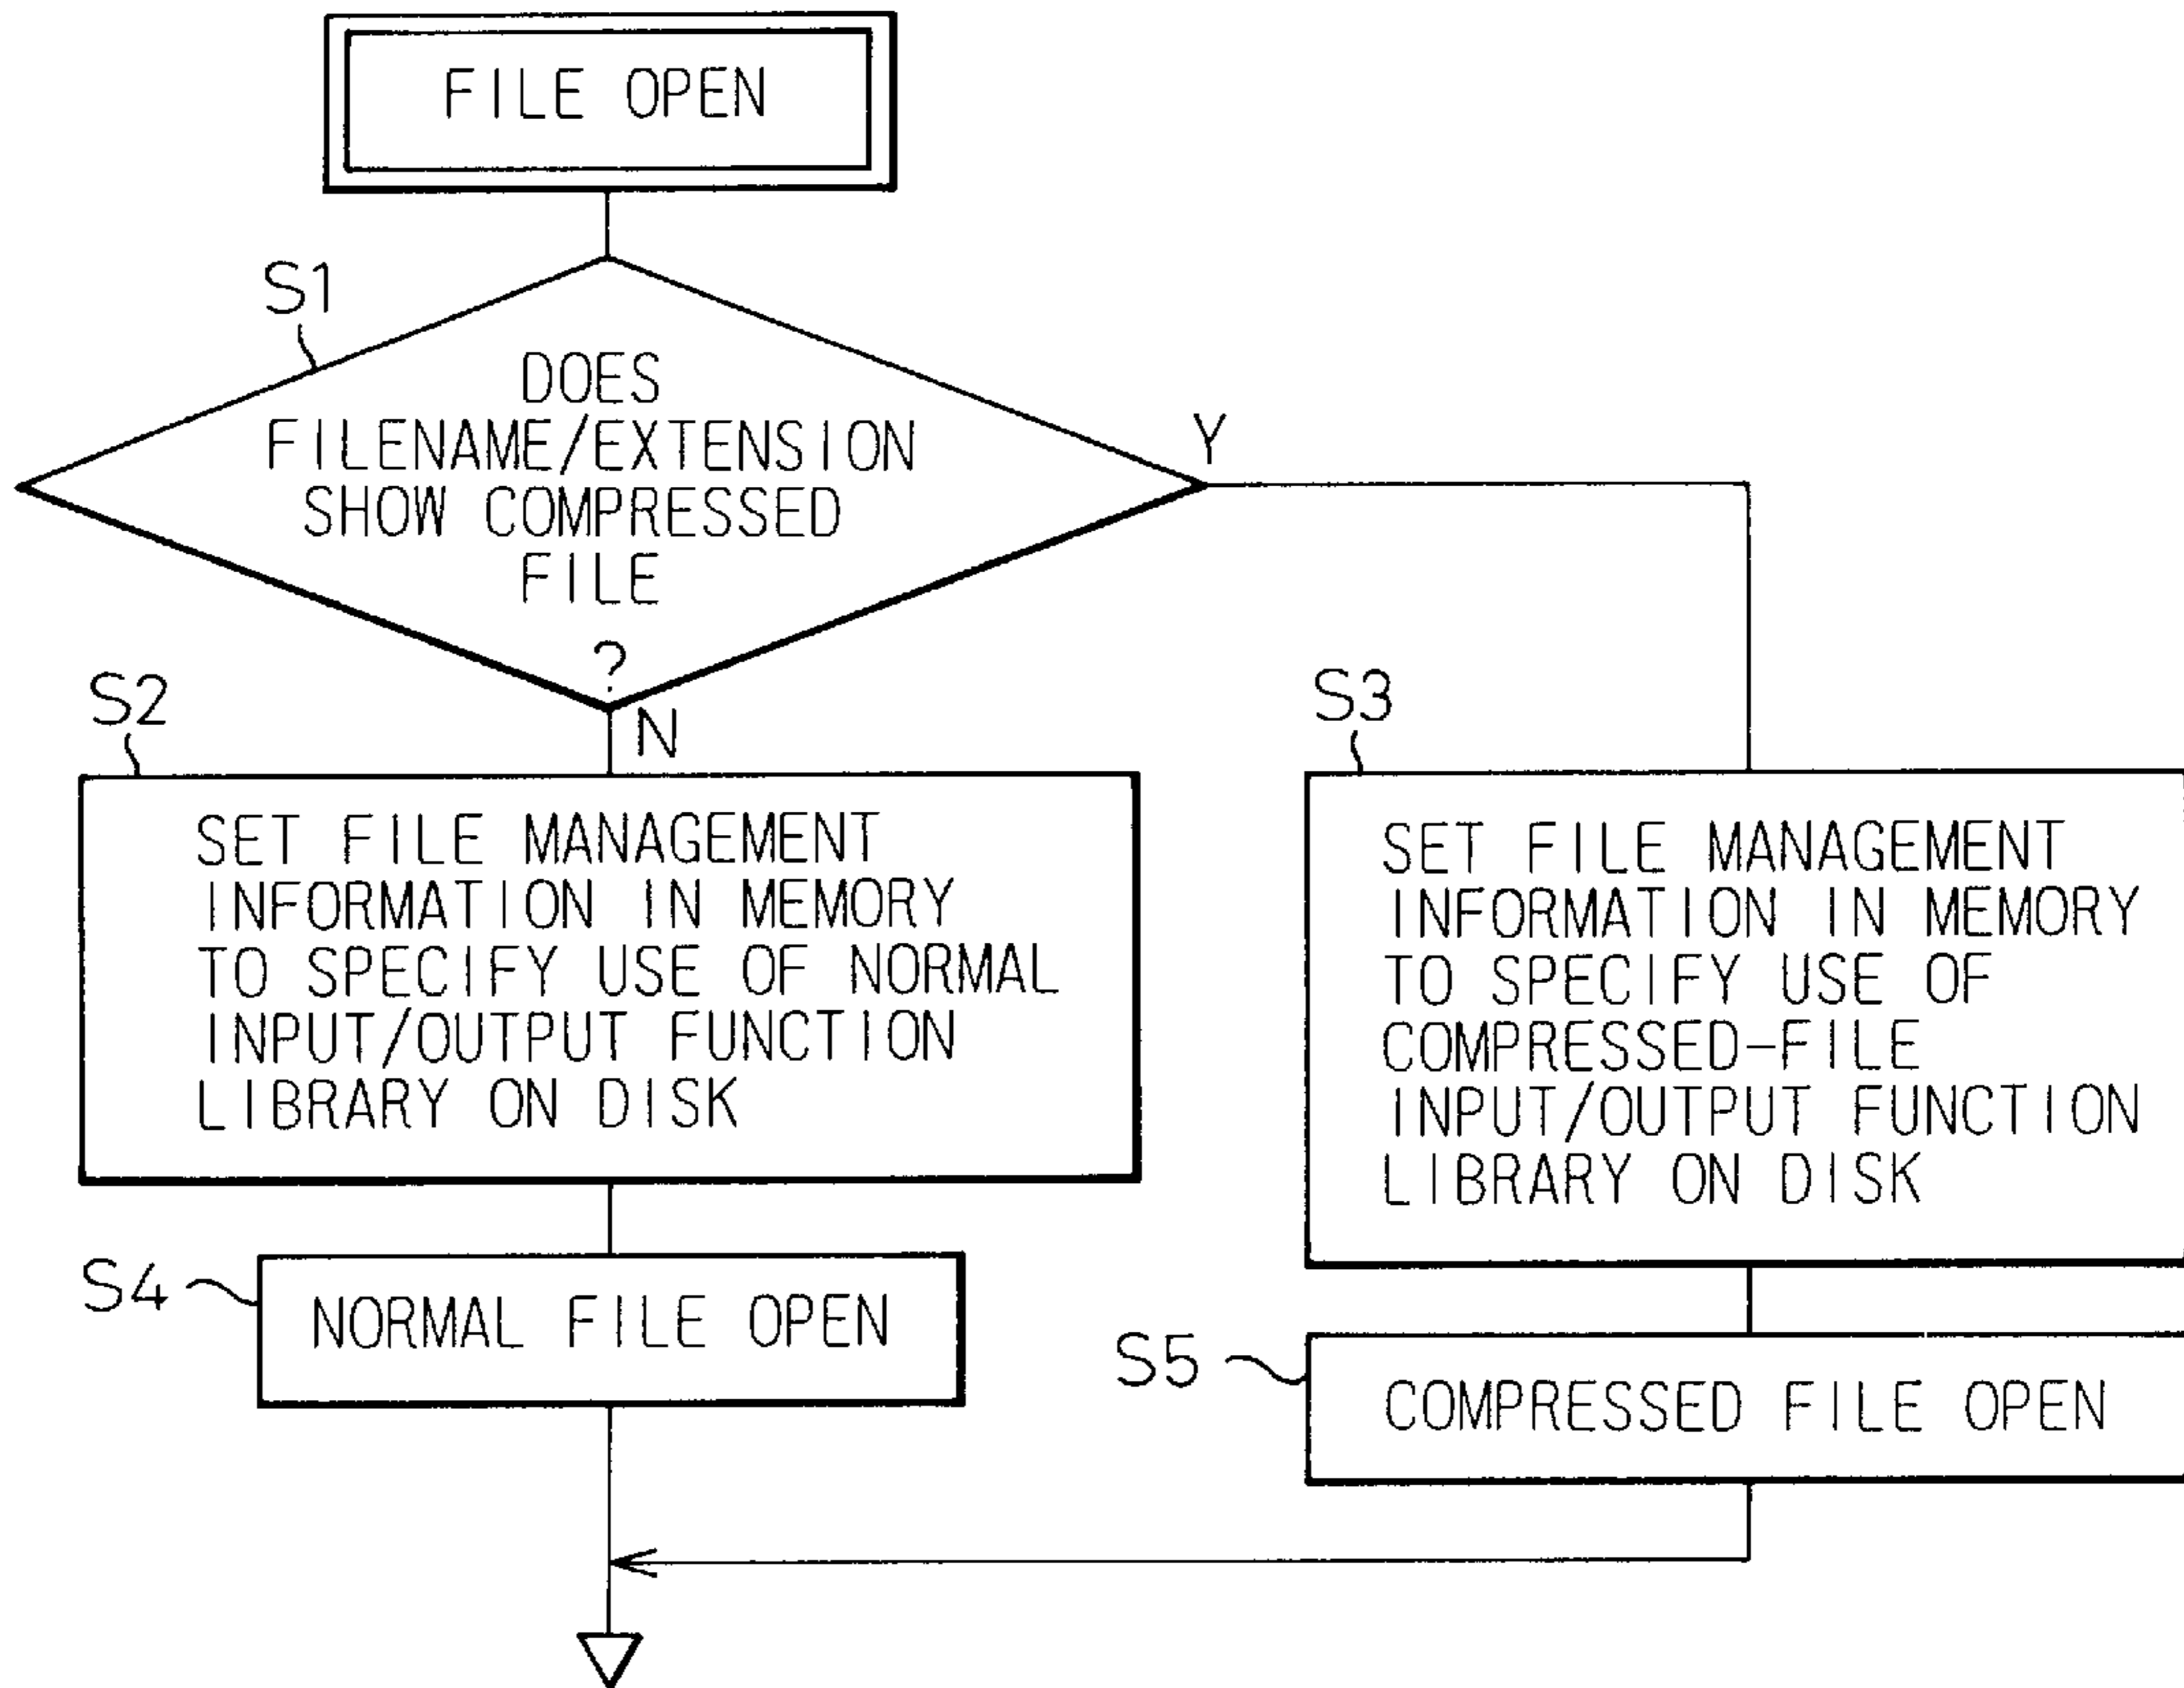 FILE OPEN
S1
DOES
FILENAME/EXTENSION
SHOW COMPRESSED
FILE
?
Y
N
S2
SET FILE MANAGEMENT
INFORMATION IN MEMORY
TO SPECIFY USE OF NORMAL
INPUT/OUTPUT FUNCTION
LIBRARY ON DISK
S3
SET FILE MANAGEMENT
INFORMATION IN MEMORY
TO SPECIFY USE OF
COMPRESSED-FILE
INPUT/OUTPUT FUNCTION
LIBRARY ON DISK
S4
NORMAL FILE OPEN
S5
COMPRESSED FILE OPEN